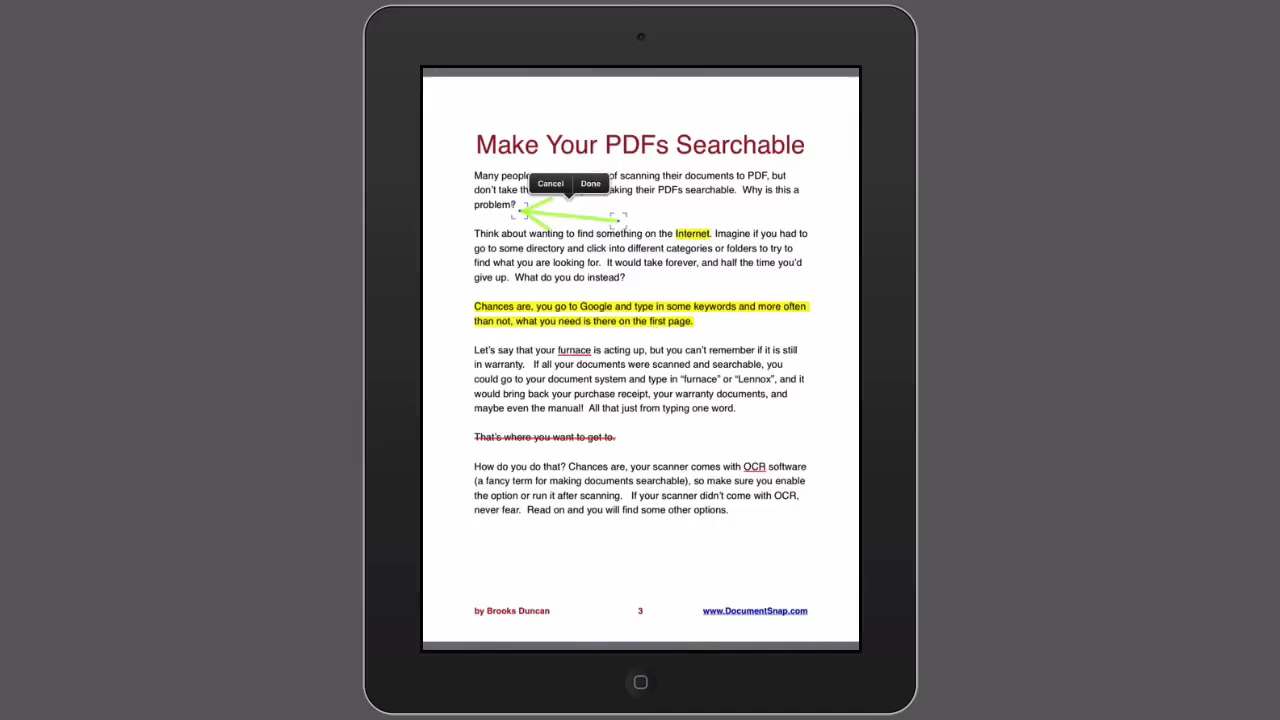 Make Your PDFs Searchable
Many people of scanning their documents to PDF, but
Cancel Done
don't take aking their PDFs searchable. Why is this a
problem?
Think about wanting to find something on the Internet. Imagine if you had to
go to some directory and click into different categories or folders to try to
find what you are looking for. It would take forever, and half the time you'd
give up. What do you do instead?
Chances are, you go to Google and type in some keywords and more often
than not, what you need is there on the first page.
Let's say that your furnace is acting up, but you can't remember if it is still
in warranty. If all your documents were scanned and searchable, you
could go to your document system and type in “furnace” or “Lennox”, and it
would bring back your purchase receipt, your warranty documents, and
maybe even the manual! All that just from typing one word.
That's where you want to get to.
How do you do that? Chances are, your scanner comes with OCR software
(a fancy term for making documents searchable), so make sure you enable
the option or run it after scanning. If your scanner didn't come with OCR,
never fear. Read on and you will find some other options.
by Brooks Duncan 3 www.DocumentSnap.com